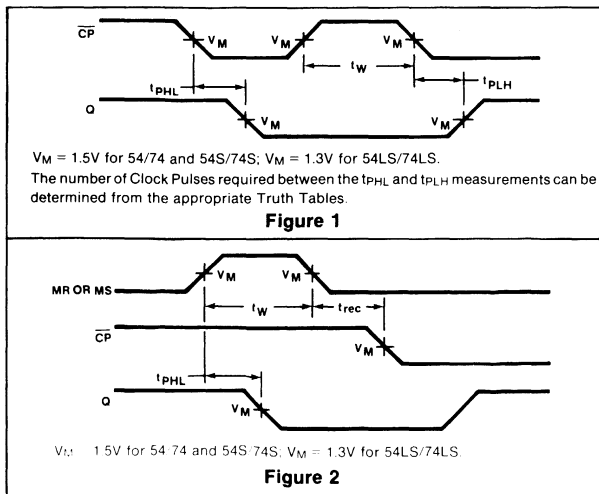 CP VM VM VM
tW
tPHL tPLH
Q VM VM
VM = 1.5V for 54/74 and 54S/74S; VM = 1.3V for 54LS/74LS.
The number of Clock Pulses required between the tPHL and tPLH measurements can be
determined from the appropriate Truth Tables.
Figure 1
MR OR MS VM VM
tW trec
CP
VM
tPHL
Q VM
VM 1 5V for 54 74 and 54S/74S; VM = 1.3V for 54LS/74LS.
Figure 2